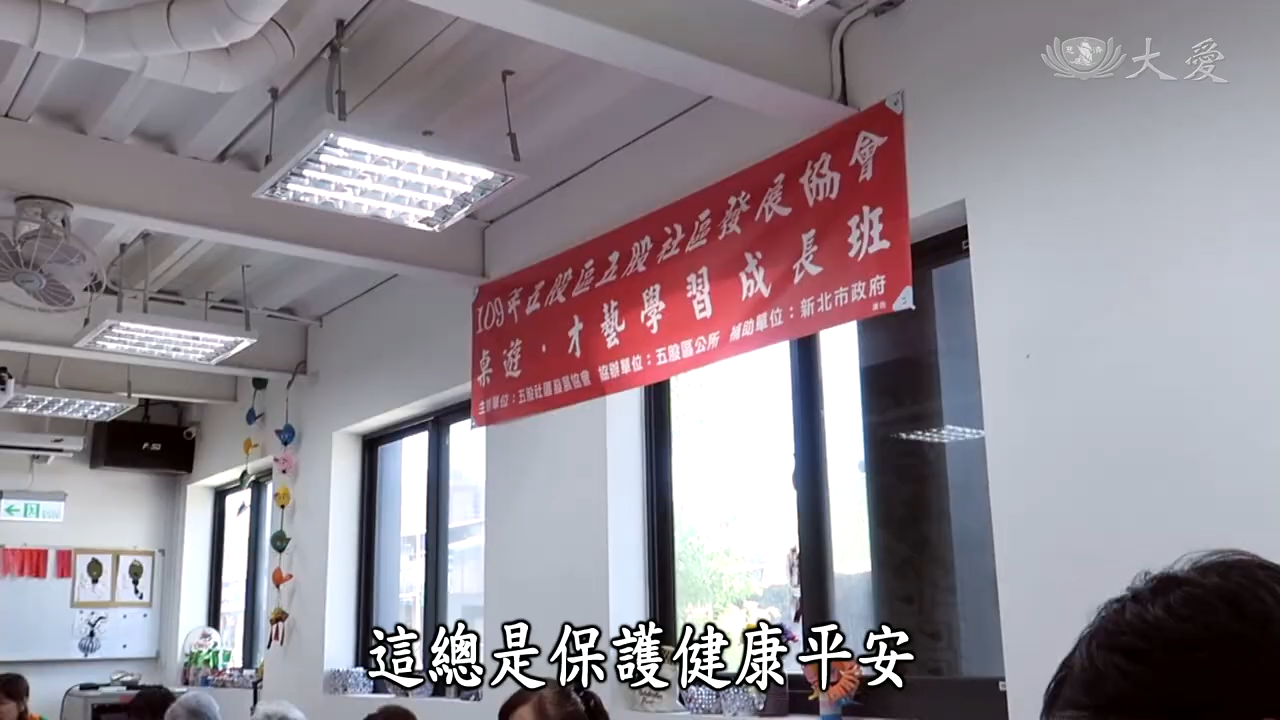 大愛
109年五股區五股社區發展協會
桌遊．才藝學習成長班
主辦單位：五股社區發展協會 協辦單位：五股區公所 補助單位：新北市政府
廣告
這總是保護健康平安